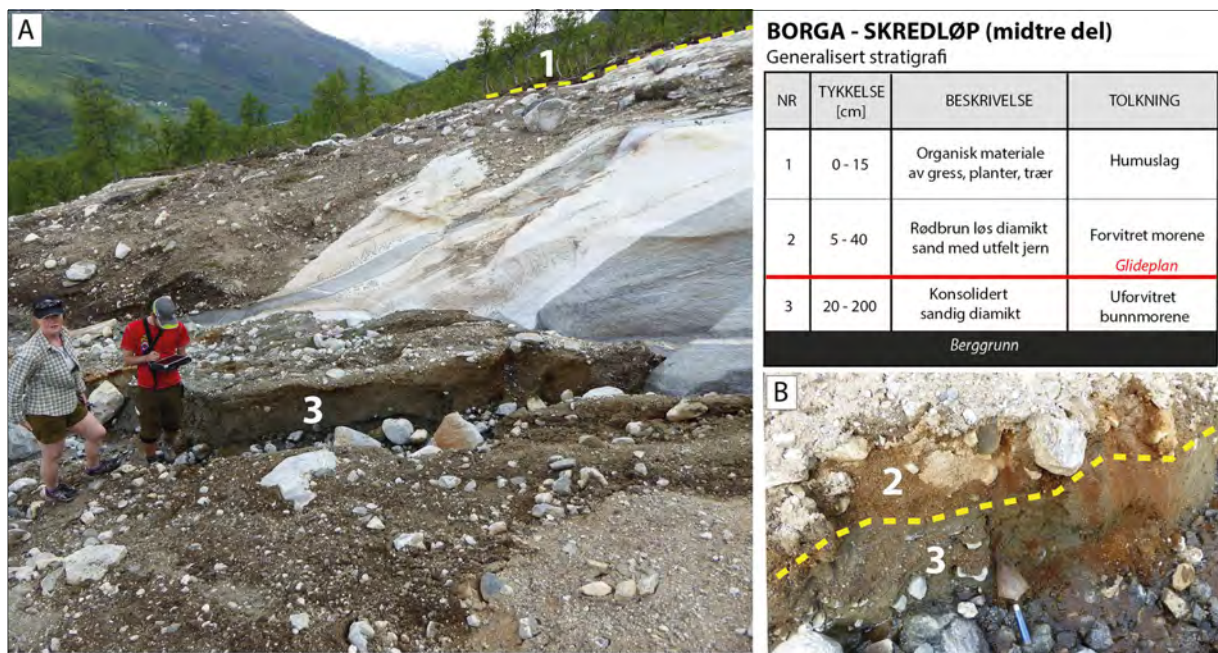 A
1
3
BORGA - SKREDLØP (midtre del)
Generalisert stratigrafi
NR
TYKKELSE
[cm]
BESKRIVELSE
TOLKNING
1
0 - 15
Organisk materiale
av gress, planter, trær
Humuslag
2
5 - 40
Rødbrun løs diamikt
sand med utfelt jern
Forvitret morene
Glideplan
3
20 - 200
Konsolidert
sandig diamikt
Uforvitret
bunnmorene
Berggrunn
B
2
3